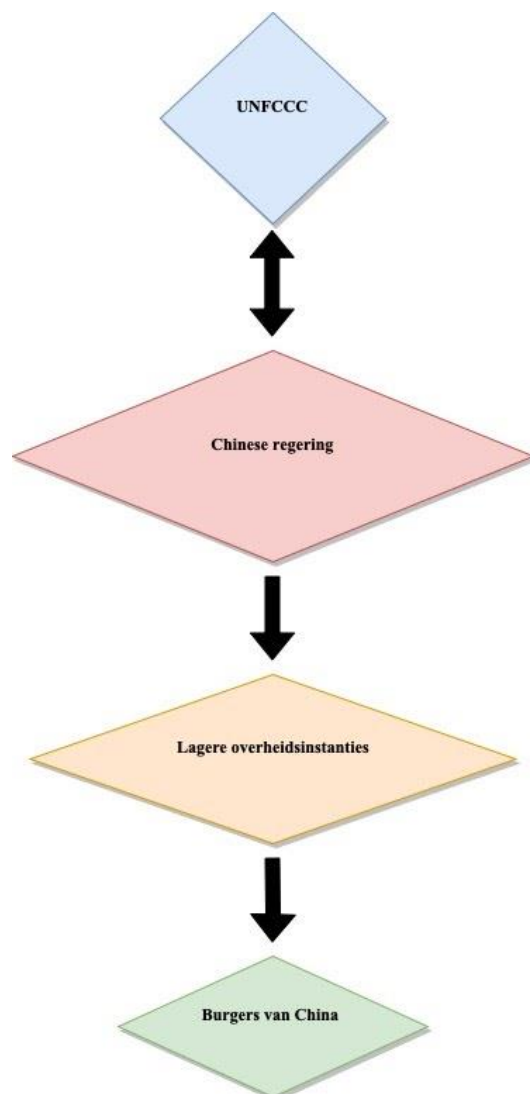 UNFCCC
Chinese regering
Lagere overheidsinstanties
Burgers van China